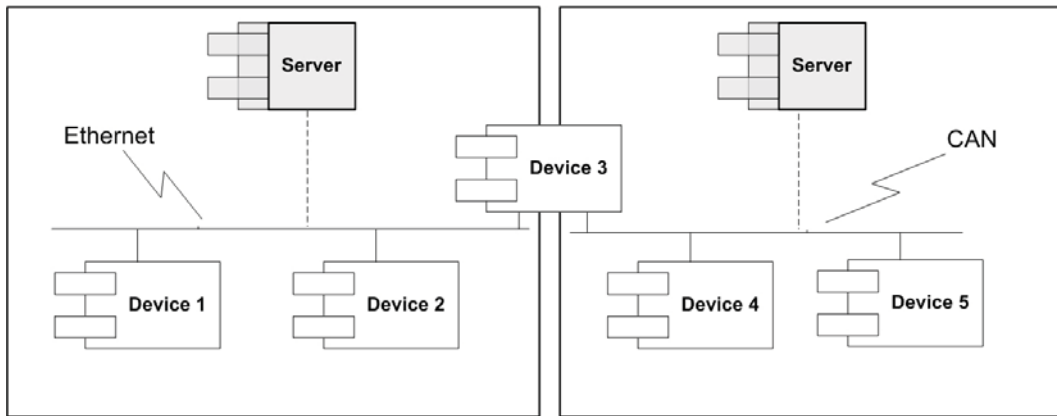 Server
Server
Ethernet
CAN
Device 3
Device 1
Device 2
Device 4
Device 5